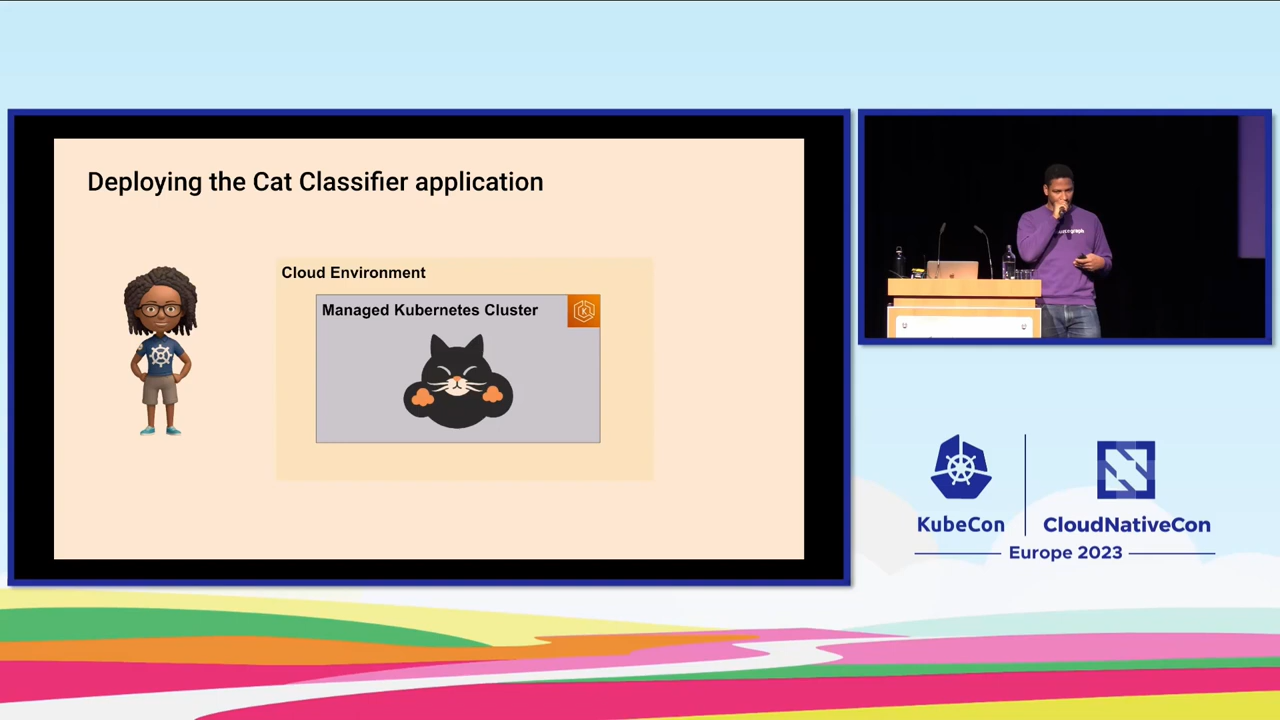 Deploying the Cat Classifier application
Cloud Environment
Managed Kubernetes Cluster
K
KubeCon
CloudNativeCon
Europe 2023